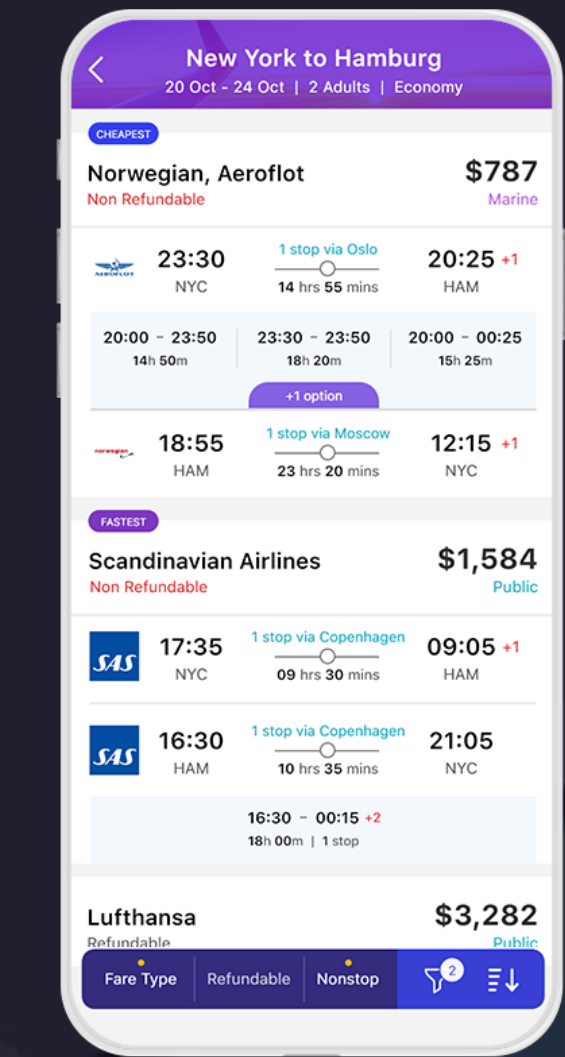 New York to Hamburg
20 Oct - 24 Oct | 2 Adults | Economy
CHEAPEST
Norwegian, Aeroflot $787
Non Refundable Marine
1 stop via Oslo
AEROFLOT 23:30 20:25 +1
NYC 14 hrs 55 mins HAM
20:00 - 23:50 23:30 - 23:50 20:00 - 00:25
14h 50m 18h 20m 15h 25m
+1 option
1 stop via Moscow
norwegian 18:55 12:15 +1
HAM 23 hrs 20 mins NYC
FASTEST
Scandinavian Airlines $1,584
Non Refundable Public
1 stop via Copenhagen
SAS 17:35 09:05 +1
NYC 09 hrs 30 mins HAM
1 stop via Copenhagen
SAS 16:30 21:05
HAM 10 hrs 35 mins NYC
16:30 - 00:15 +2
18h 00m | 1 stop
Lufthansa $3,282
Refundable Public
Fare Type Refundable Nonstop 2